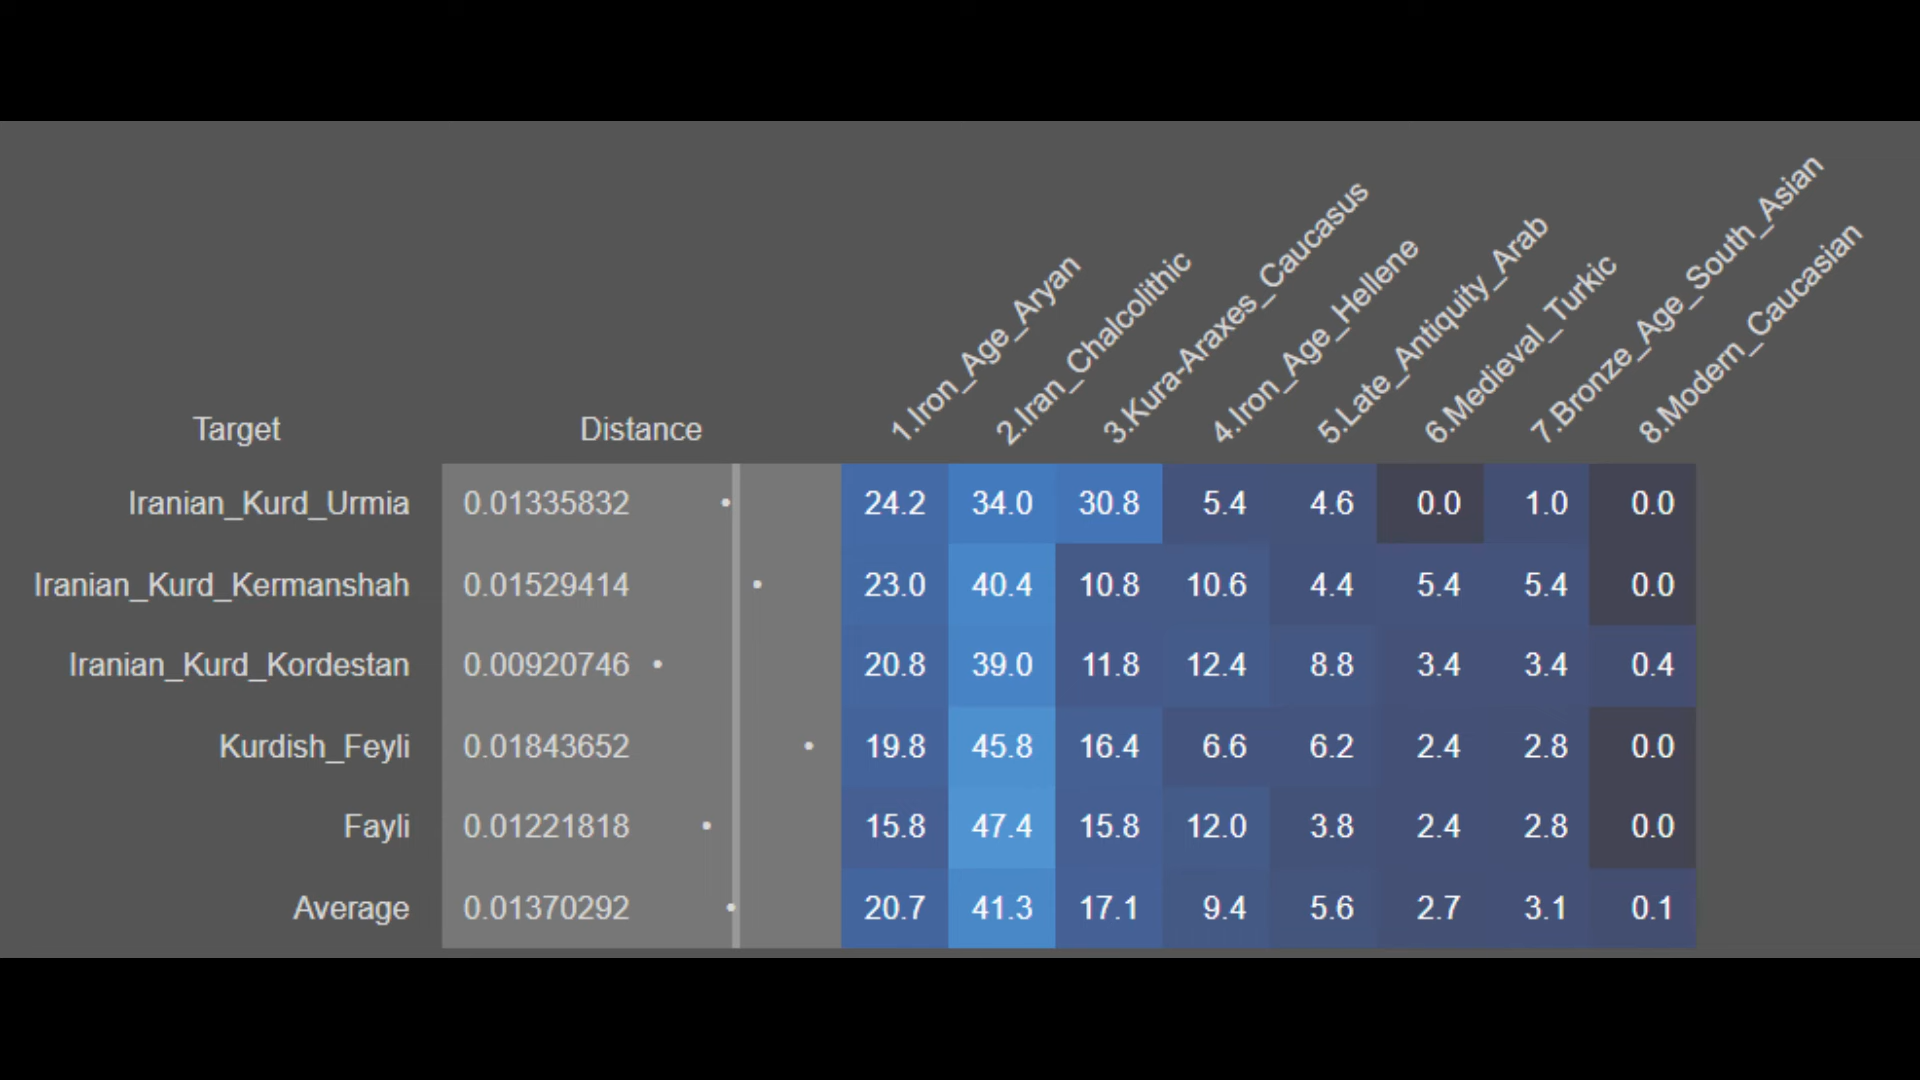 Target Distance 1.Iron_Age_Aryan 2.Iran_Chalcolithic 3.Kura-Araxes_Caucasus 4.Iron_Age_Hellene 5.Late_Antiquity_Arab 6.Medieval_Turkic 7.Bronze_Age_South_Asian 8.Modern_Caucasian
Iranian_Kurd_Urmia 0.01335832 24.2 34.0 30.8 5.4 4.6 0.0 1.0 0.0
Iranian_Kurd_Kermanshah 0.01529414 23.0 40.4 10.8 10.6 4.4 5.4 5.4 0.0
Iranian_Kurd_Kordestan 0.00920746 20.8 39.0 11.8 12.4 8.8 3.4 3.4 0.4
Kurdish_Feyli 0.01843652 19.8 45.8 16.4 6.6 6.2 2.4 2.8 0.0
Fayli 0.01221818 15.8 47.4 15.8 12.0 3.8 2.4 2.8 0.0
Average 0.01370292 20.7 41.3 17.1 9.4 5.6 2.7 3.1 0.1